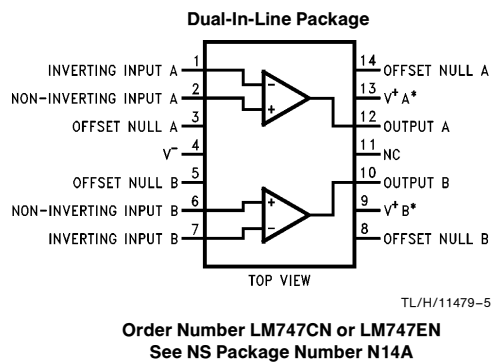 Dual-In-Line Package
INVERTING INPUT A 1
14 OFFSET NULL A
NON-INVERTING INPUT A 2
13 V+ A*
OFFSET NULL A 3
12 OUTPUT A
V− 4
11 NC
OFFSET NULL B 5
10 OUTPUT B
NON-INVERTING INPUT B 6
9 V+ B*
INVERTING INPUT B 7
8 OFFSET NULL B
−
+
+
−
TOP VIEW
TL/H/11479–5
Order Number LM747CN or LM747EN
See NS Package Number N14A